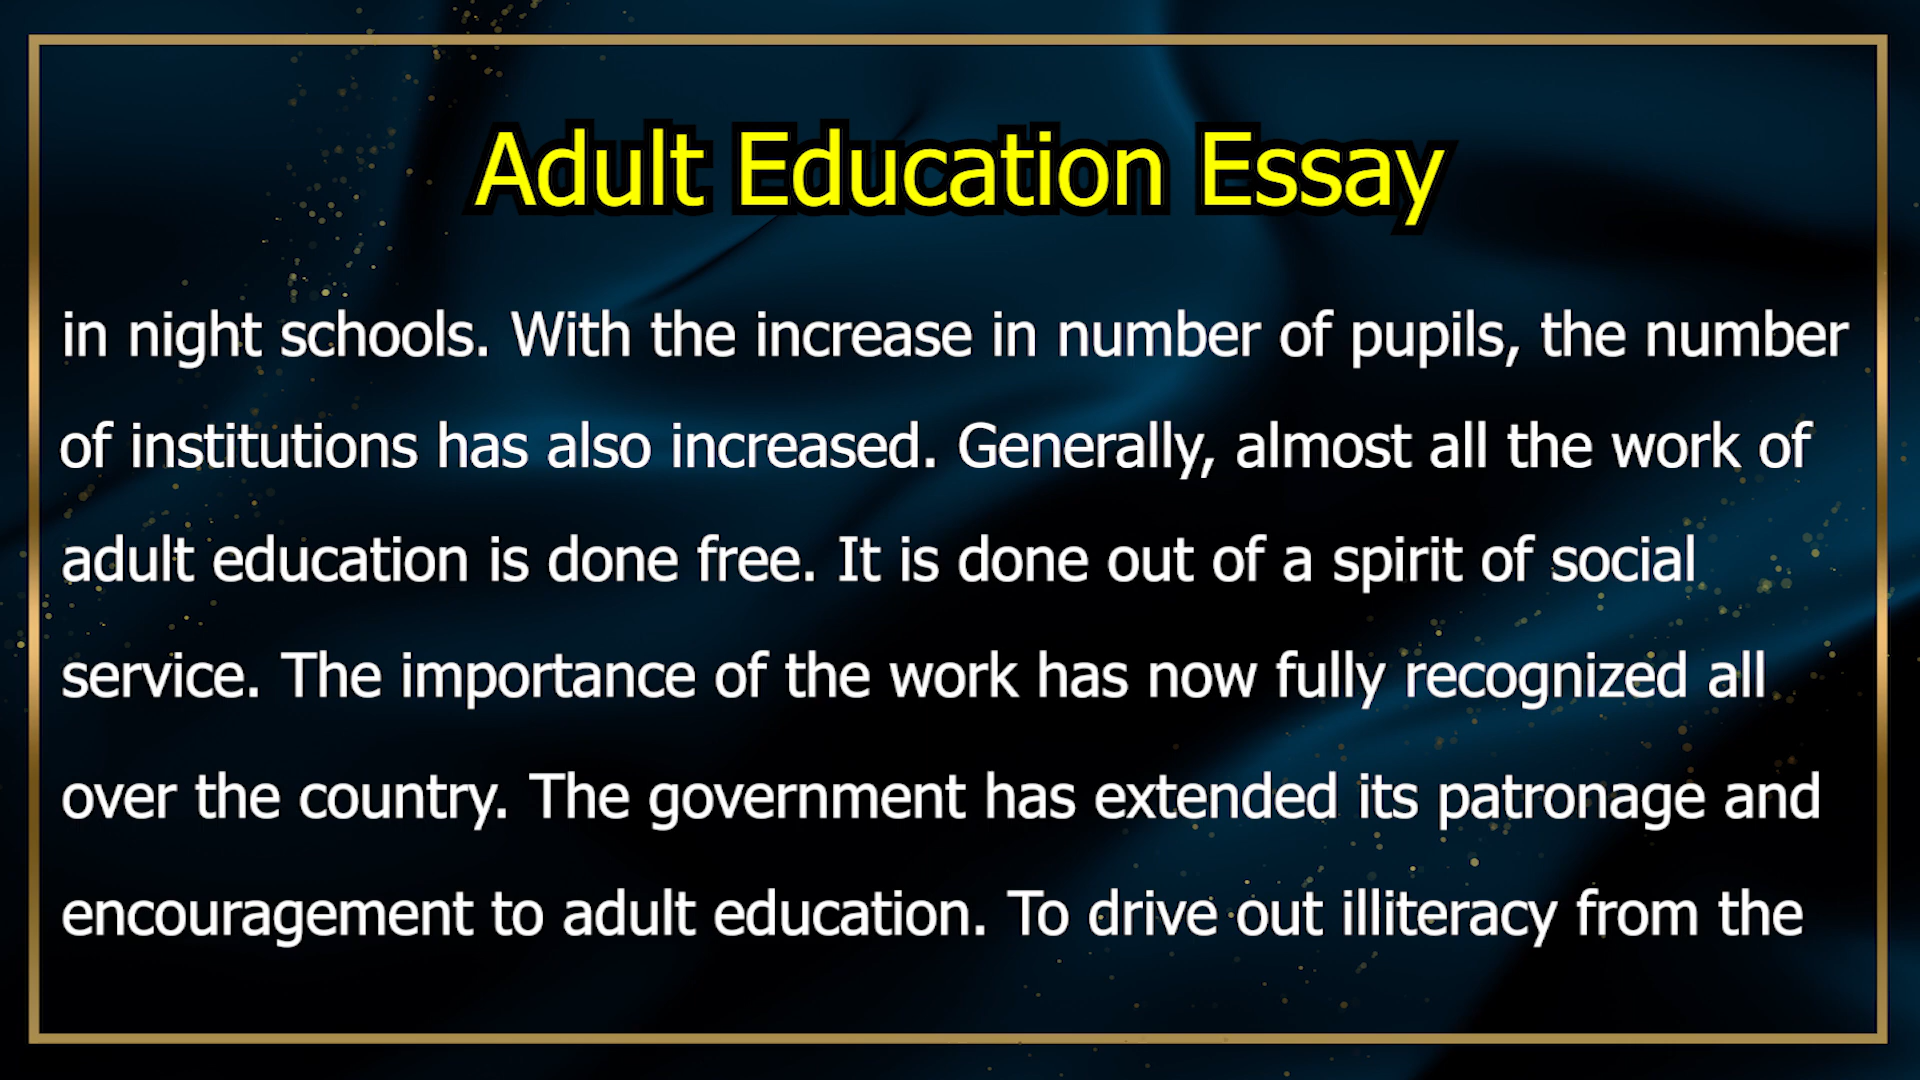 Adult Education Essay
in night schools. With the increase in number of pupils, the number
of institutions has also increased. Generally, almost all the work of
adult education is done free. It is done out of a spirit of social
service. The importance of the work has now fully recognized all
over the country. The government has extended its patronage and
encouragement to adult education. To drive out illiteracy from the